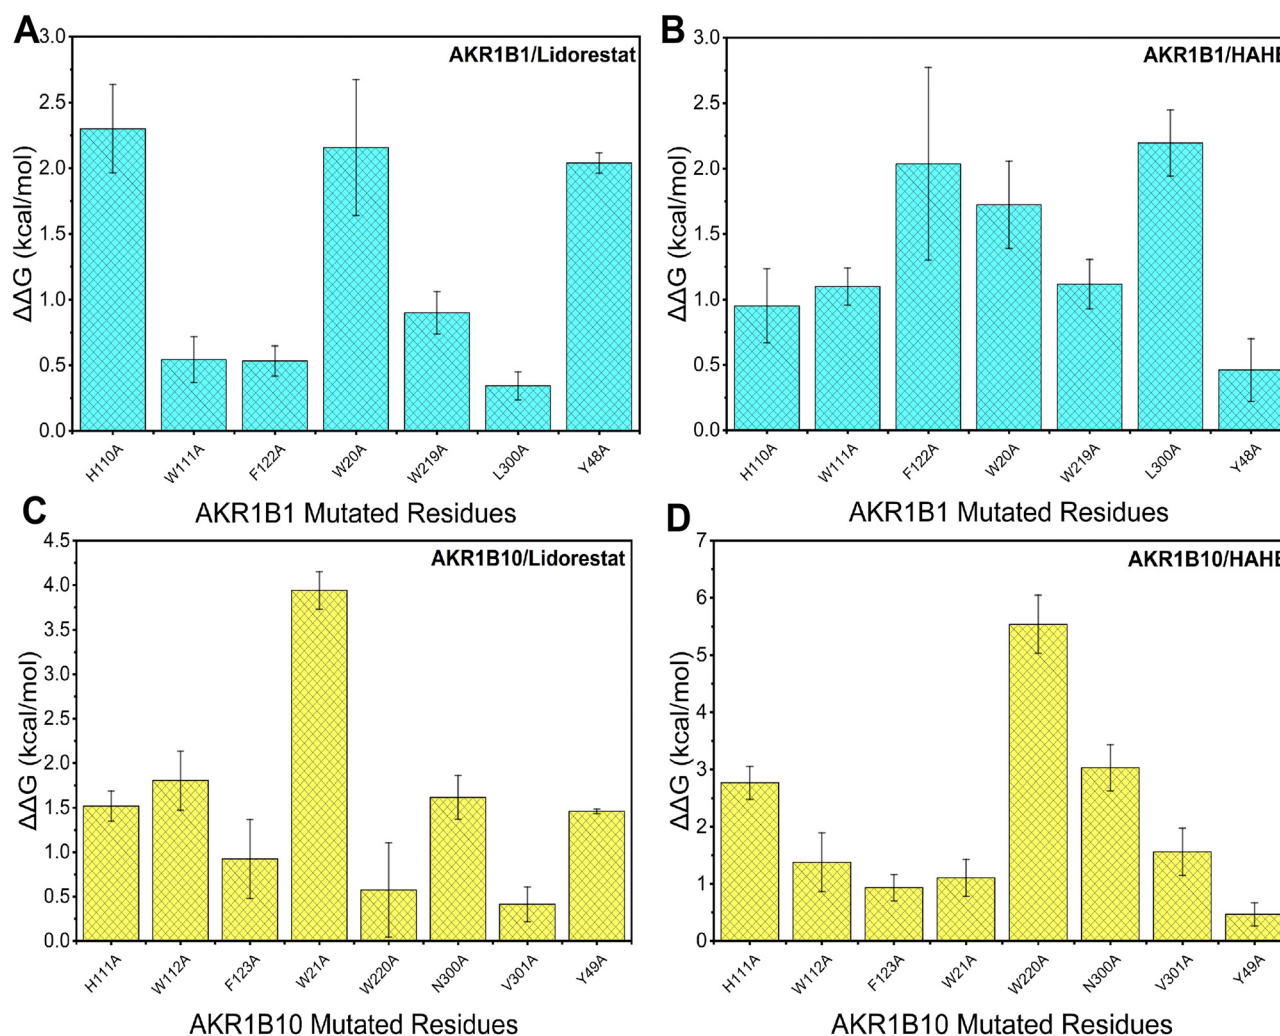 A
AKR1B1/Lidorestat
ΔΔG (kcal/mol)
3.0
2.5
2.0
1.5
1.0
0.5
0.0
H110A
W111A
F122A
W20A
W219A
L300A
Y48A
AKR1B1 Mutated Residues
B
AKR1B1/HAHE
ΔΔG (kcal/mol)
3.0
2.5
2.0
1.5
1.0
0.5
0.0
H110A
W111A
F122A
W20A
W219A
L300A
Y48A
AKR1B1 Mutated Residues
C
AKR1B10/Lidorestat
ΔΔG (kcal/mol)
4.5
4.0
3.5
3.0
2.5
2.0
1.5
1.0
0.5
0.0
H111A
W112A
F123A
W21A
W220A
N300A
V301A
Y49A
AKR1B10 Mutated Residues
D
AKR1B10/HAHE
ΔΔG (kcal/mol)
7
6
5
4
3
2
1
0
H111A
W112A
F123A
W21A
W220A
N300A
V301A
Y49A
AKR1B10 Mutated Residues